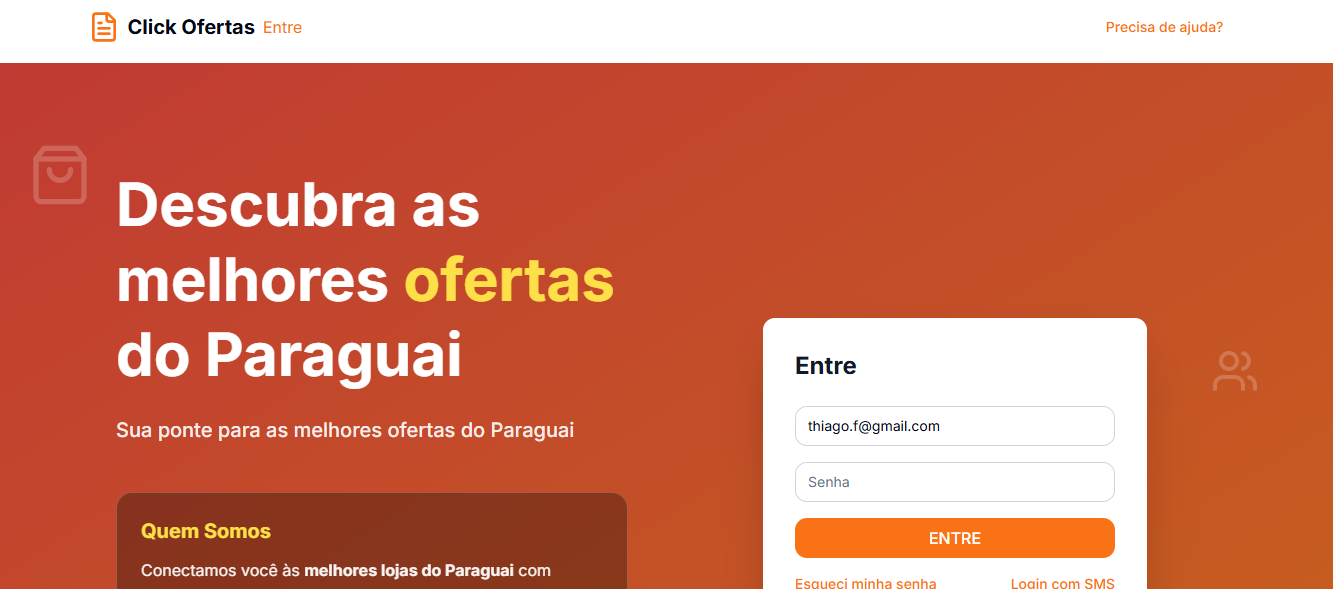 Click Ofertas Entre
Precisa de ajuda?
Descubra as
melhores ofertas
do Paraguai
Sua ponte para as melhores ofertas do Paraguai
Quem Somos
Conectamos você às melhores lojas do Paraguai com
Entre
thiago.f@gmail.com
Senha
ENTRE
Esqueci minha senha
Login com SMS